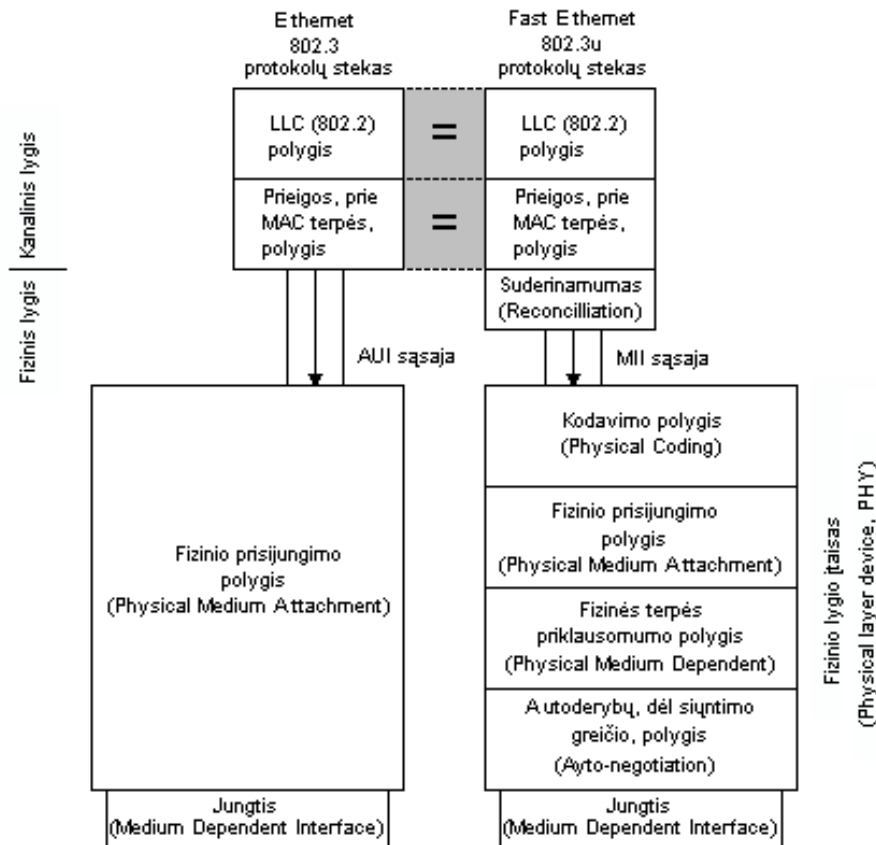 Ethernet
802.3
protokolų stekas
Fast Ethernet
802.3u
protokolų stekas
Kanalinis lygis
Fizinis lygis
LLC (802.2)
polygis
=
LLC (802.2)
polygis
Prieigos, prie
MAC terpės,
polygis
=
Prieigos, prie
MAC terpės,
polygis
Suderinamumas
(Reconcilliation)
AUI sąsaja
MII sąsaja
Fizinio prisijungimo
polygis
(Physical Medium Attachment)
Kodavimo polygis
(Physical Coding)
Fizinio prisijungimo
polygis
(Physical Medium Attachment)
Fizinės terpės
priklausomumo polygis
(Physical Medium Dependent)
Autoderybų, dėl siųntimo
greičio, polygis
(Ayto-negotiation)
Fizinio lygio įtaisas
(Physical layer device, PHY)
Jungtis
(Medium Dependent Interface)
Jungtis
(Medium Dependent Interface)